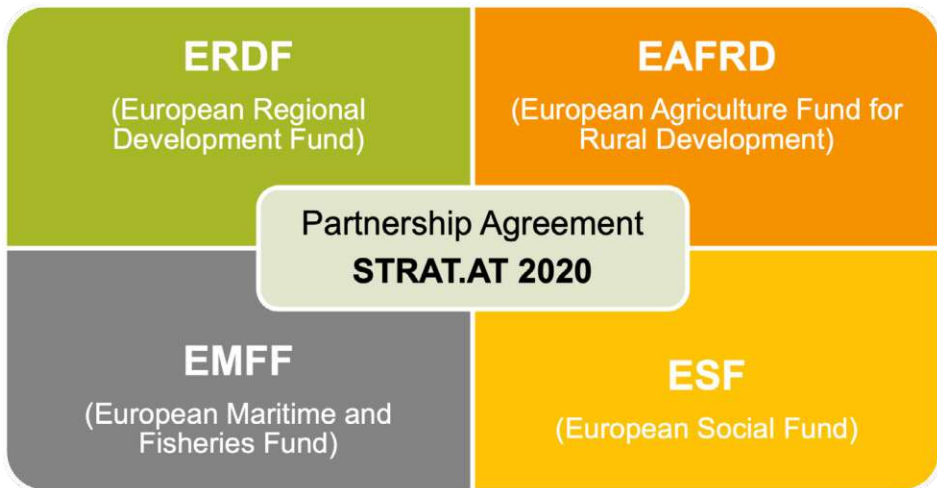 ERDF
(European Regional
Development Fund)
EAFRD
(European Agriculture Fund for
Rural Development)
Partnership Agreement
STRAT.AT 2020
EMFF
(European Maritime and
Fisheries Fund)
ESF
(European Social Fund)